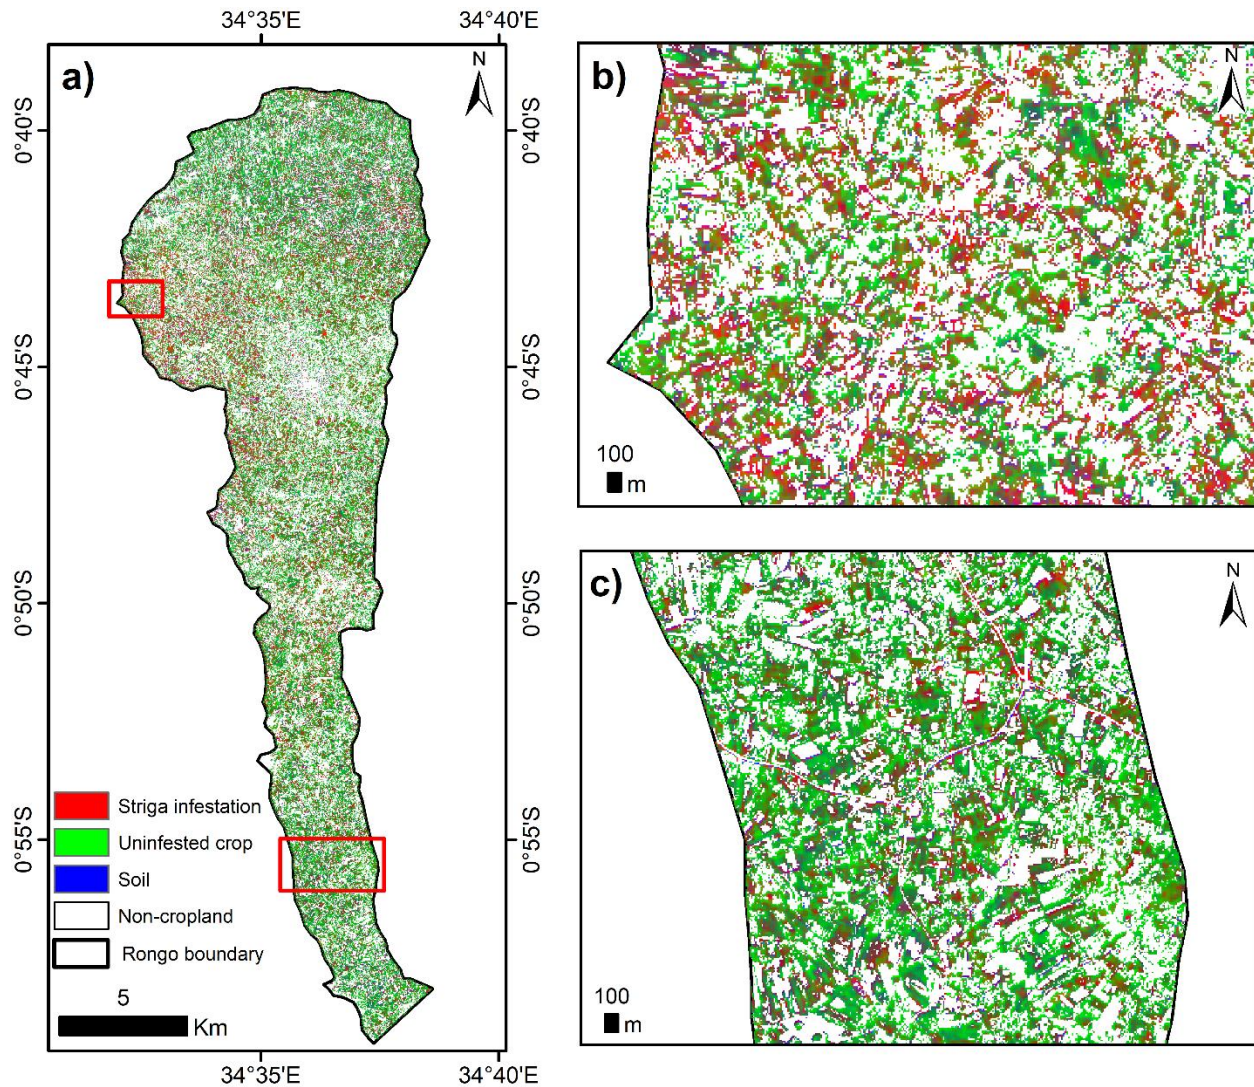 34°35'E 34°40'E
a)
N
0°40'S 0°40'S
0°45'S 0°45'S
0°50'S 0°50'S
0°55'S 0°55'S
Striga infestation
Uninfested crop
Soil
Non-cropland
Rongo boundary
5
Km
34°35'E 34°40'E
b)
N
100
m
c)
N
100
m